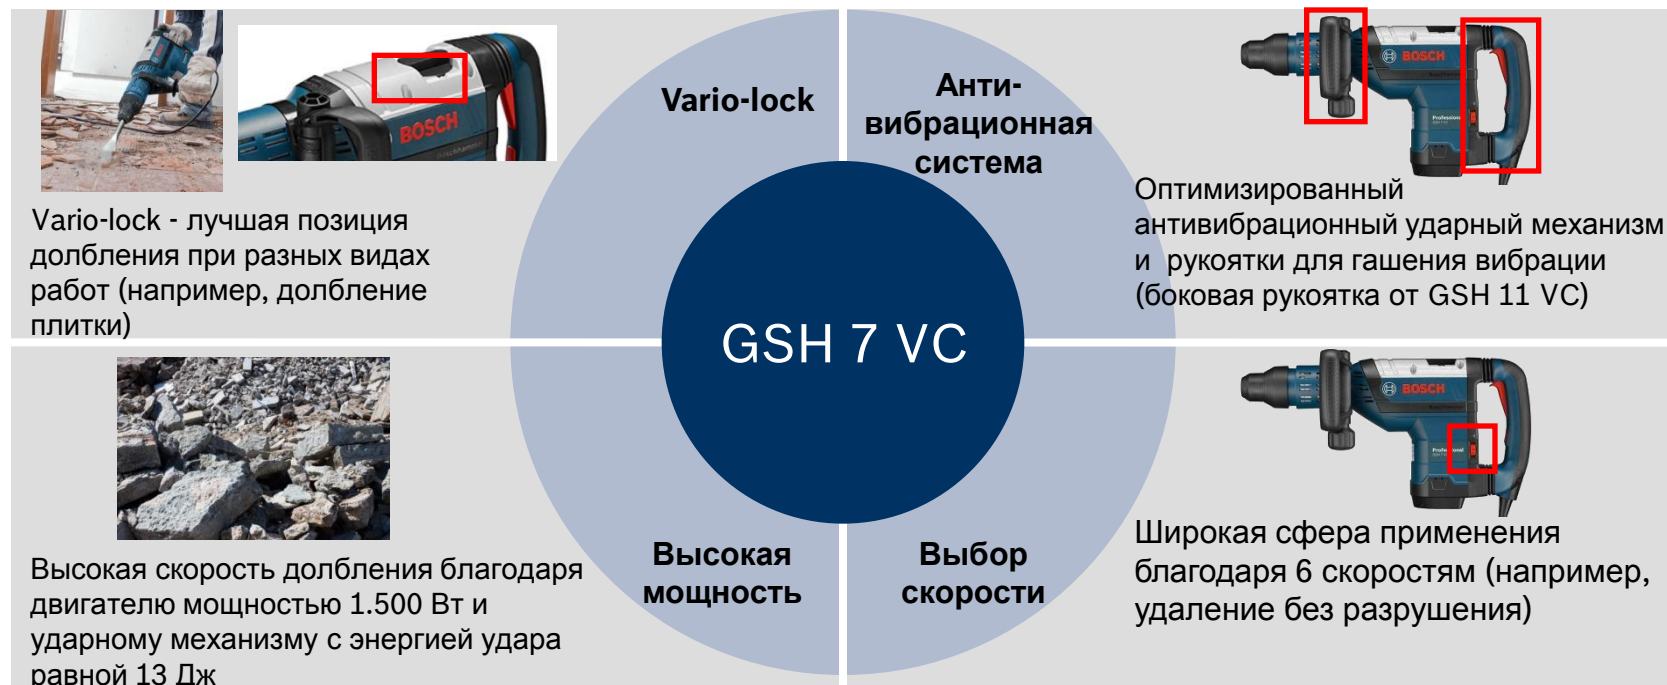 Vario-lock
Анти-
вибрационная
система
BOSCH
BOSCH
Professional
Vario-lock - лучшая позиция
долбления при разных видах
работ (например, долбление
плитки)
Оптимизированный
антивибрационный ударный механизм
и рукоятки для гашения вибрации
(боковая рукоятка от GSH 11 VC)
GSH 7 VC
BOSCH
Высокая скорость долбления благодаря
двигателю мощностью 1.500 Вт и
ударному механизму с энергией удара
равной 13 Дж
Высокая
мощность
Выбор
скорости
Широкая сфера применения
благодаря 6 скоростям (например,
удаление без разрушения)